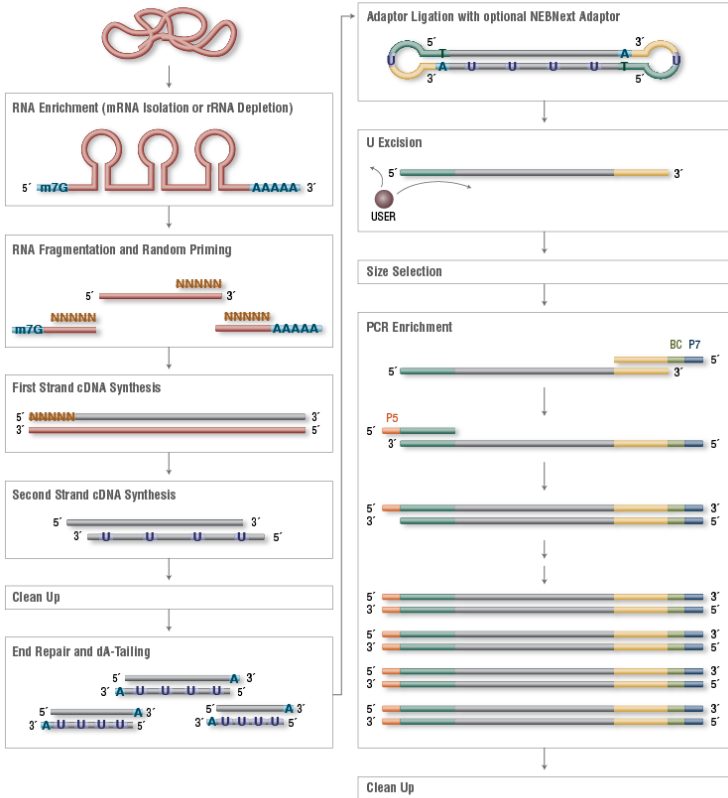 RNA Enrichment (mRNA Isolation or rRNA Depletion)
5´ m7G AAAAA 3´
RNA Fragmentation and Random Priming
NNNNN
5´ 3´
NNNNN NNNNN
m7G AAAAA
First Strand cDNA Synthesis
5´ NNNNN 3´
3´ 5´
Second Strand cDNA Synthesis
5´ 3´
3´ U U U U 5´
Clean Up
End Repair and dA-Tailing
5´ A 3´
3´ A U U U U 5´
5´ A 3´
3´ A U U U U 5´
5´ A 3´
3´ A U U U U 5´
Adaptor Ligation with optional NEBNext Adaptor
5´ 3´
T A
U U
A U U U U T
3´ 5´
U Excision
5´ 3´
USER
Size Selection
PCR Enrichment
BC P7
5´
5´ 3´
P5
5´
3´ 5´
5´ 3´
3´ 5´
5´ 3´
3´ 5´
5´ 3´
3´ 5´
5´ 3´
3´ 5´
5´ 3´
3´ 5´
Clean Up